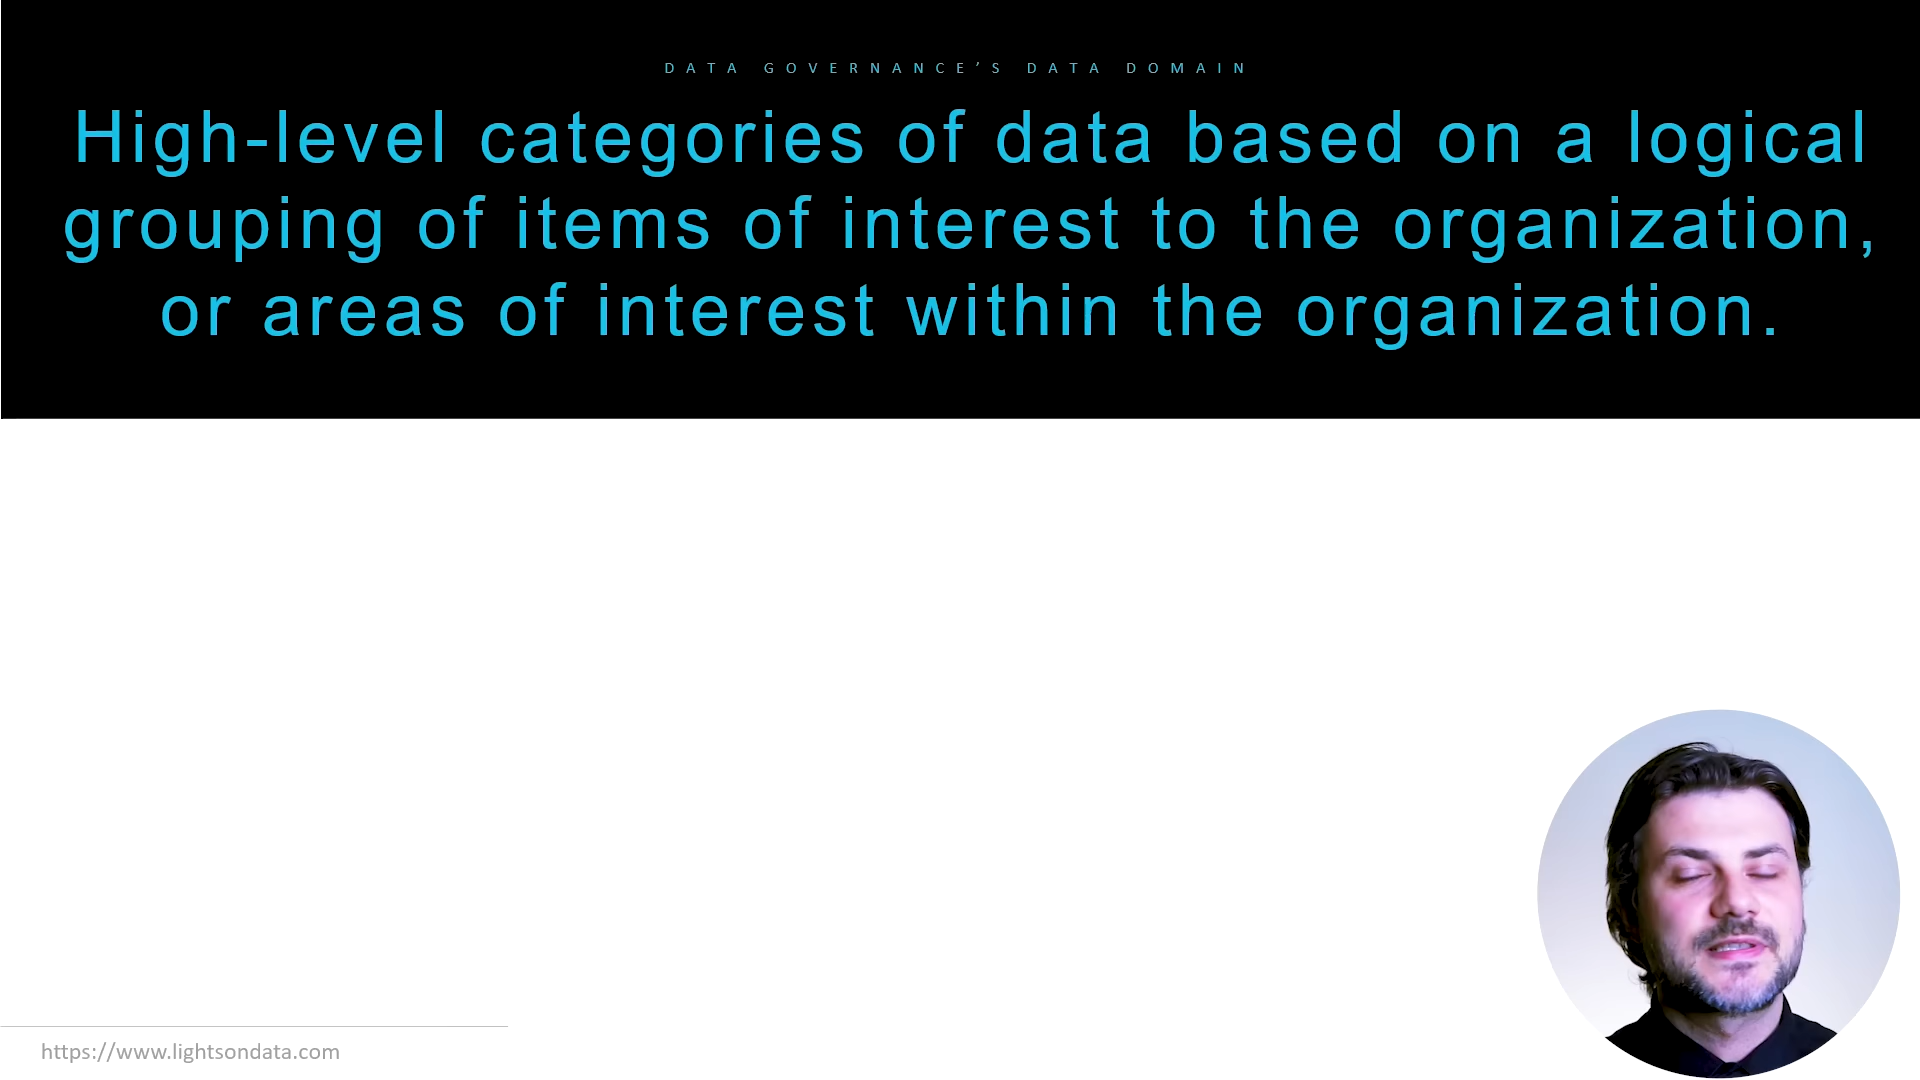 DATA GOVERNANCE’S DATA DOMAIN
High-level categories of data based on a logical
grouping of items of interest to the organization,
or areas of interest within the organization.
https://www.lightsondata.com